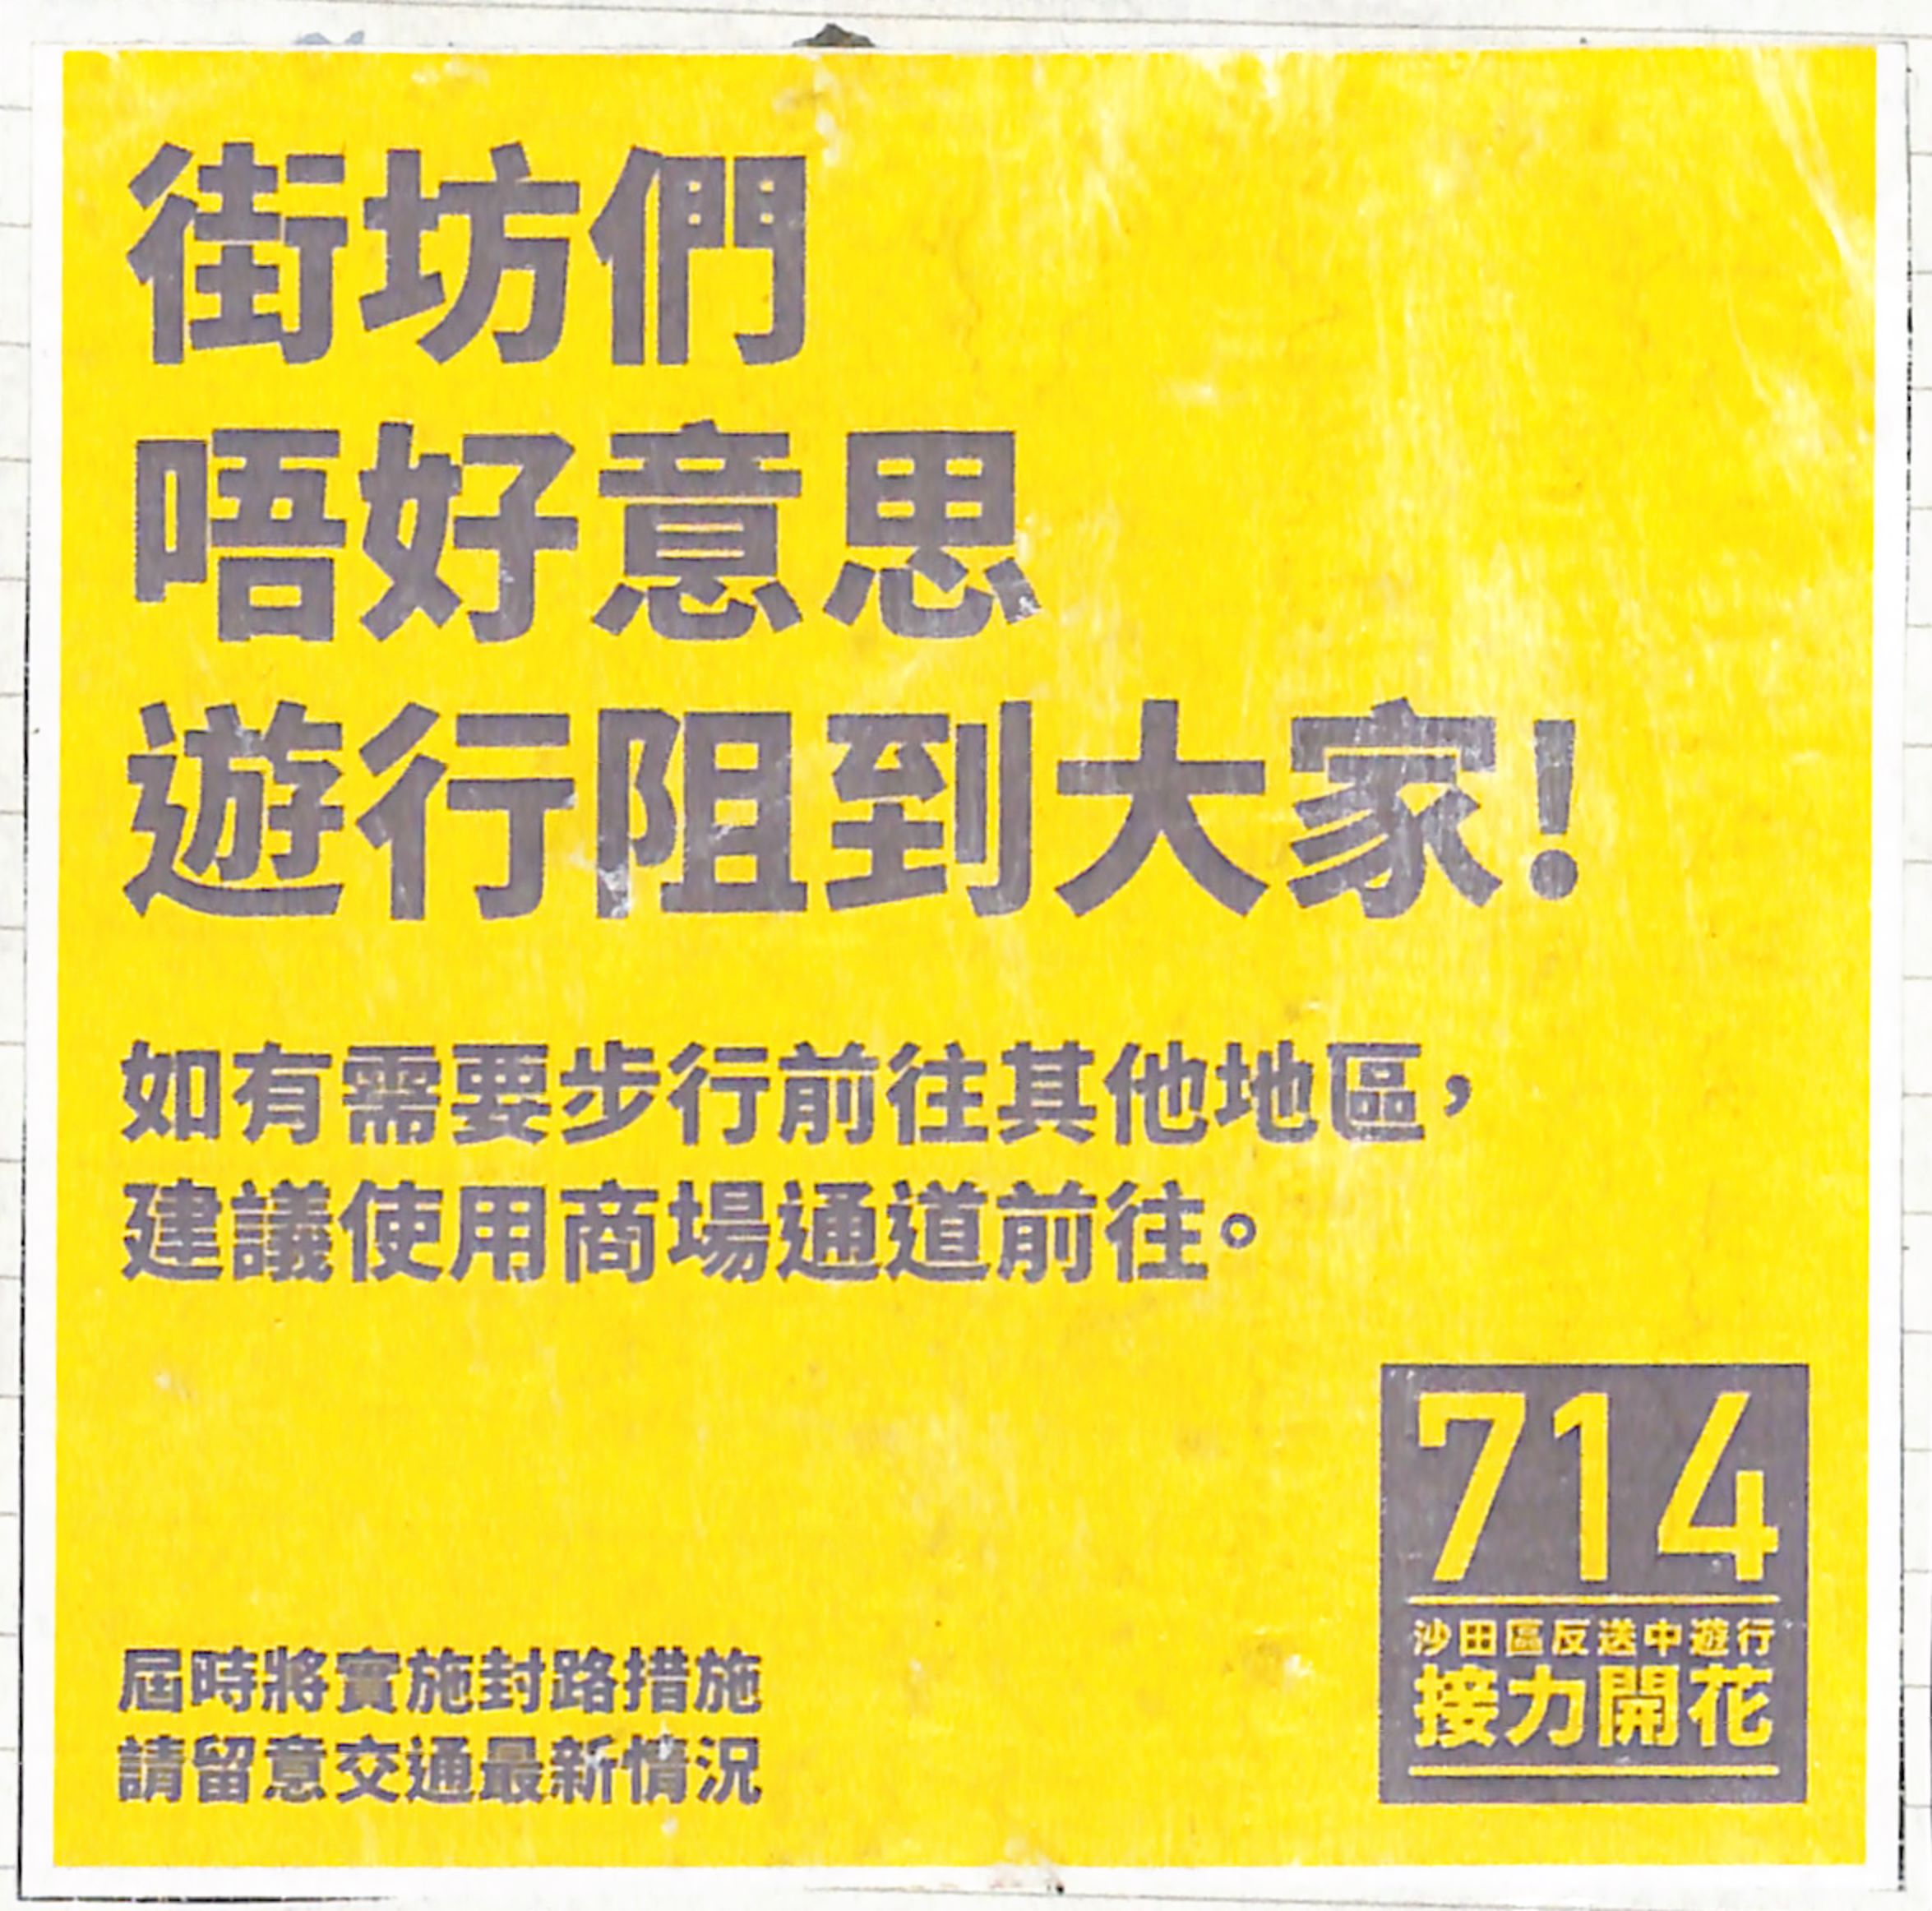 街坊們
唔好意思
遊行阻到大家!
如有需要步行前往其他地區，
建議使用商場通道前往。
714
沙田區反送中遊行
接力開花
屆時將實施封路措施
請留意交通最新情況